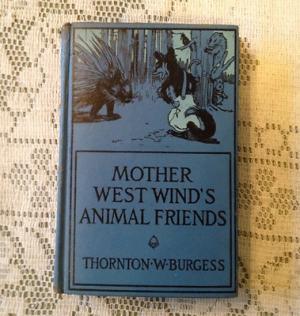 MOTHER
WEST WIND'S
ANIMAL FRIENDS
THORNTON·W·BURGESS